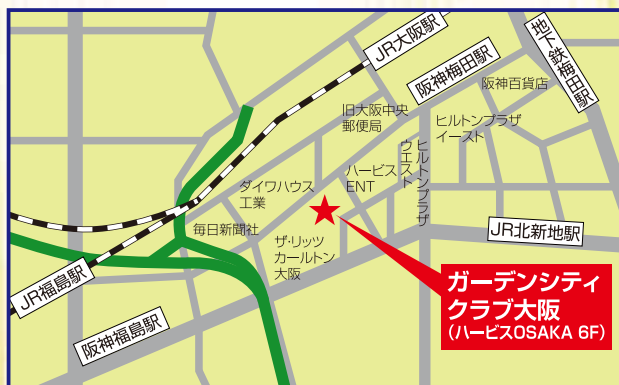 JR大阪駅
阪神梅田駅
地下鉄梅田駅
阪神百貨店
旧大阪中央
郵便局
ヒルトンプラザ
イースト
ヒルトンプラザ
ウエスト
ハービス
ENT
ダイワハウス
工業
毎日新聞社
ザ・リッツ
カールトン
大阪
JR北新地駅
JR福島駅
阪神福島駅
ガーデンシティ
クラブ大阪
(ハービスOSAKA 6F)